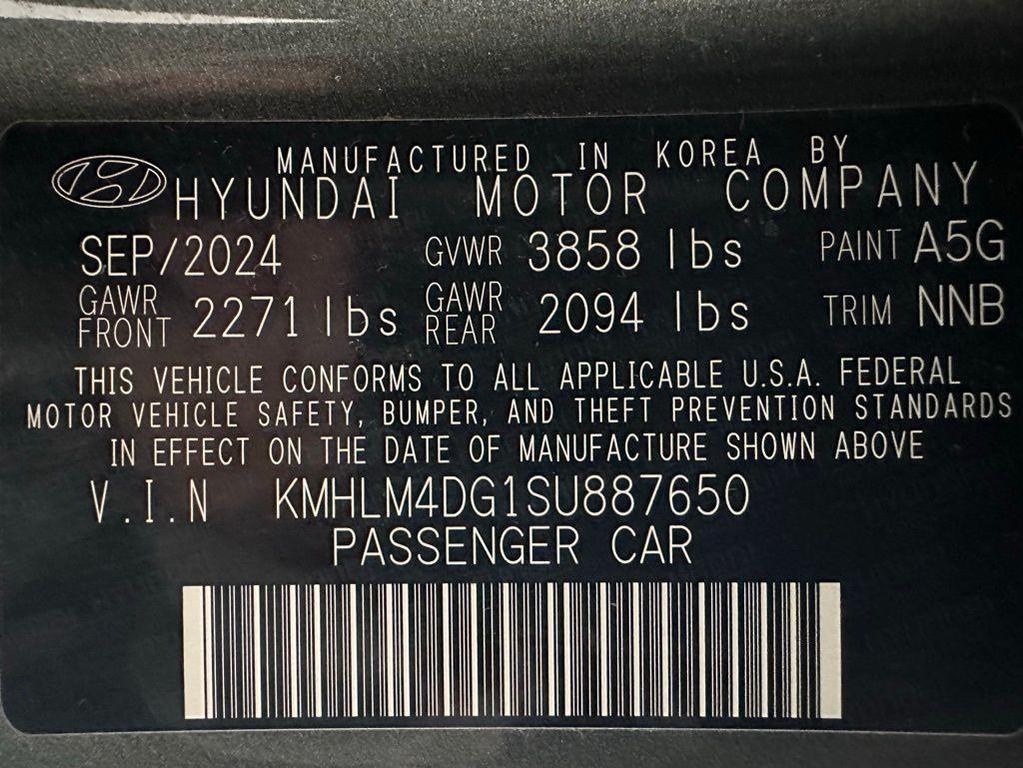 MANUFACTURED IN KOREA BY
HYUNDAI MOTOR COMPANY
SEP/2024 GVWR 3858 lbs PAINT A5G
GAWR FRONT 2271 lbs GAWR REAR 2094 lbs TRIM NNB
THIS VEHICLE CONFORMS TO ALL APPLICABLE U.S.A. FEDERAL
MOTOR VEHICLE SAFETY, BUMPER, AND THEFT PREVENTION STANDARDS
IN EFFECT ON THE DATE OF MANUFACTURE SHOWN ABOVE
V.I.N KMHLM4DG1SU887650
PASSENGER CAR